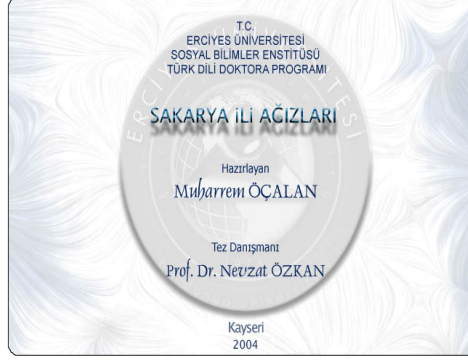 T.C.
ERCİYES ÜNİVERSİTESİ
SOSYAL BİLİMLER ENSTİTÜSÜ
TÜRK DİLİ DOKTORA PROGRAMI
SAKARYA İLİ AĞIZLARI
Hazırlayan
Muharrem ÖÇALAN
Tez Danışmanı
Prof. Dr. Nevzat ÖZKAN
Kayseri
2004